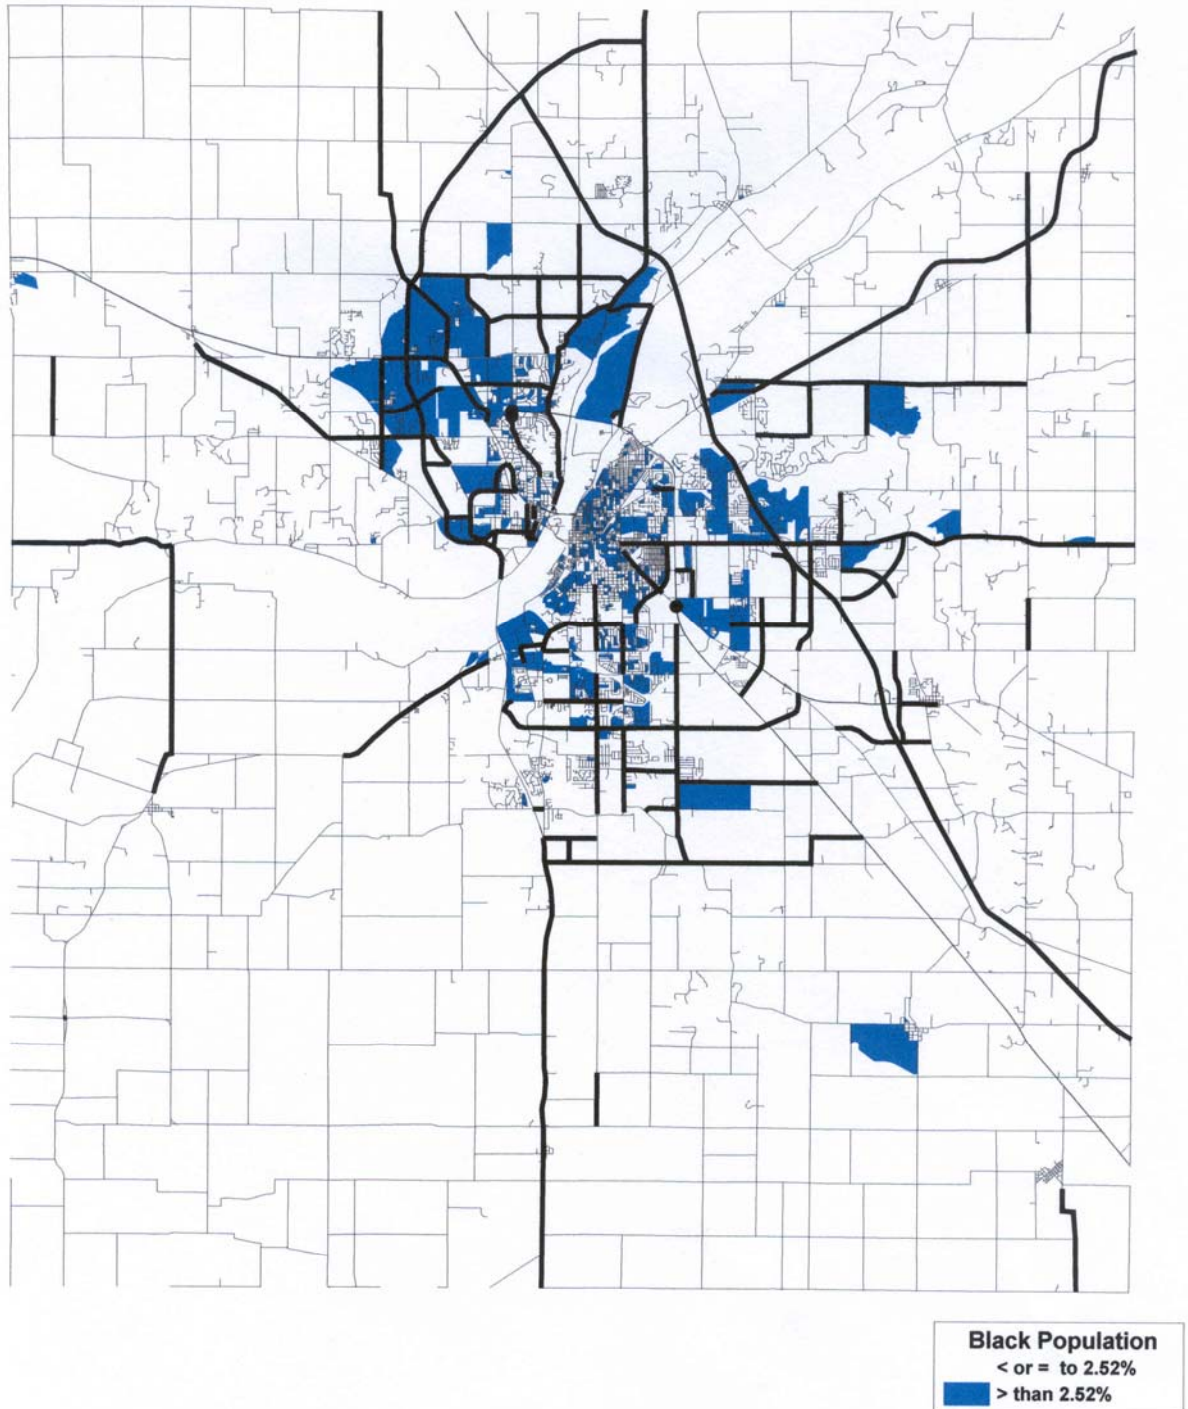 Black Population
< or = to 2.52%
> than 2.52%